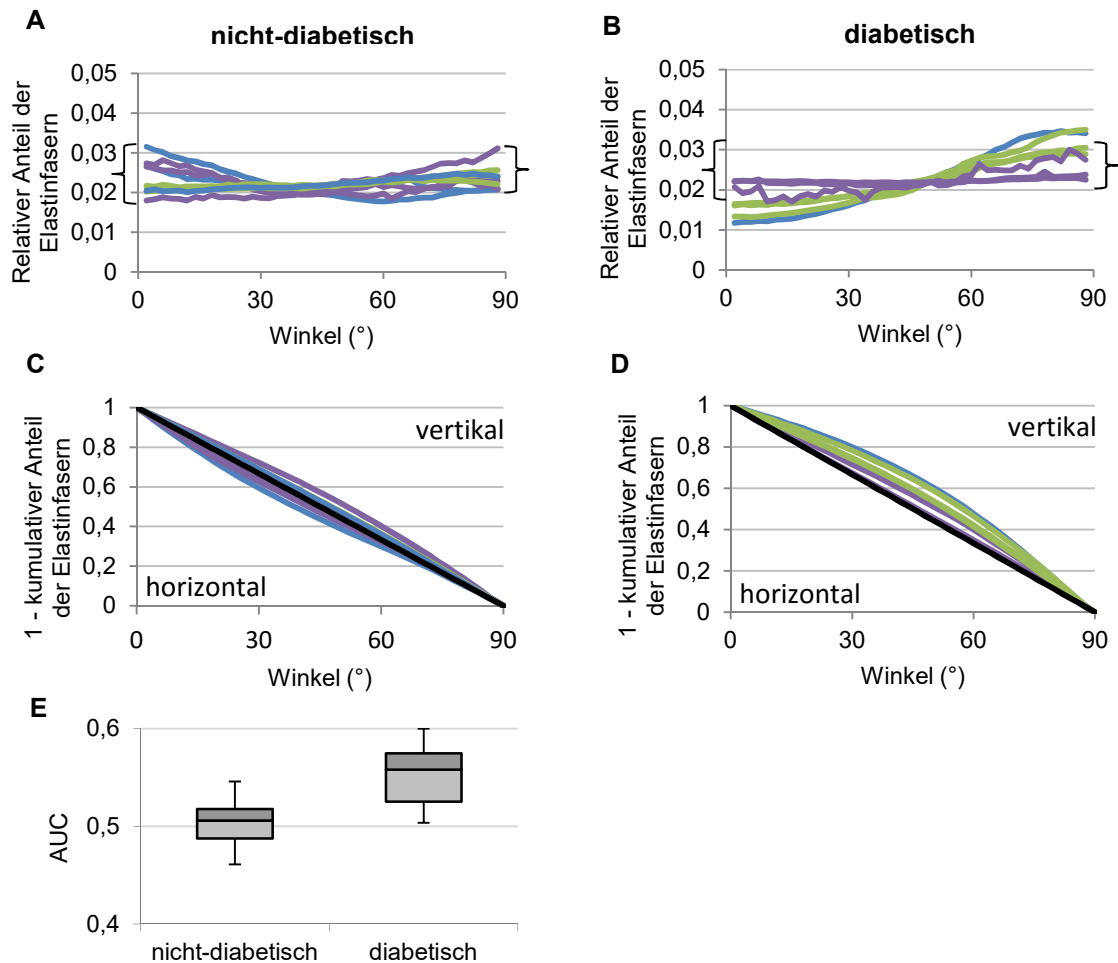 A
nicht-diabetisch
Relativer Anteil der
Elastinfasern
0,05
0,04
0,03
0,02
0,01
0
0
30
60
90
Winkel (°)
B
diabetisch
Relativer Anteil der
Elastinfasern
0,05
0,04
0,03
0,02
0,01
0
0
30
60
90
Winkel (°)
C
1 - kumulativer Anteil
der Elastinfasern
1
0,8
0,6
0,4
0,2
0
vertikal
horizontal
0
30
60
90
Winkel (°)
D
1 - kumulativer Anteil
der Elastinfasern
1
0,8
0,6
0,4
0,2
0
vertikal
horizontal
0
30
60
90
Winkel (°)
E
AUC
0,6
0,5
0,4
nicht-diabetisch
diabetisch